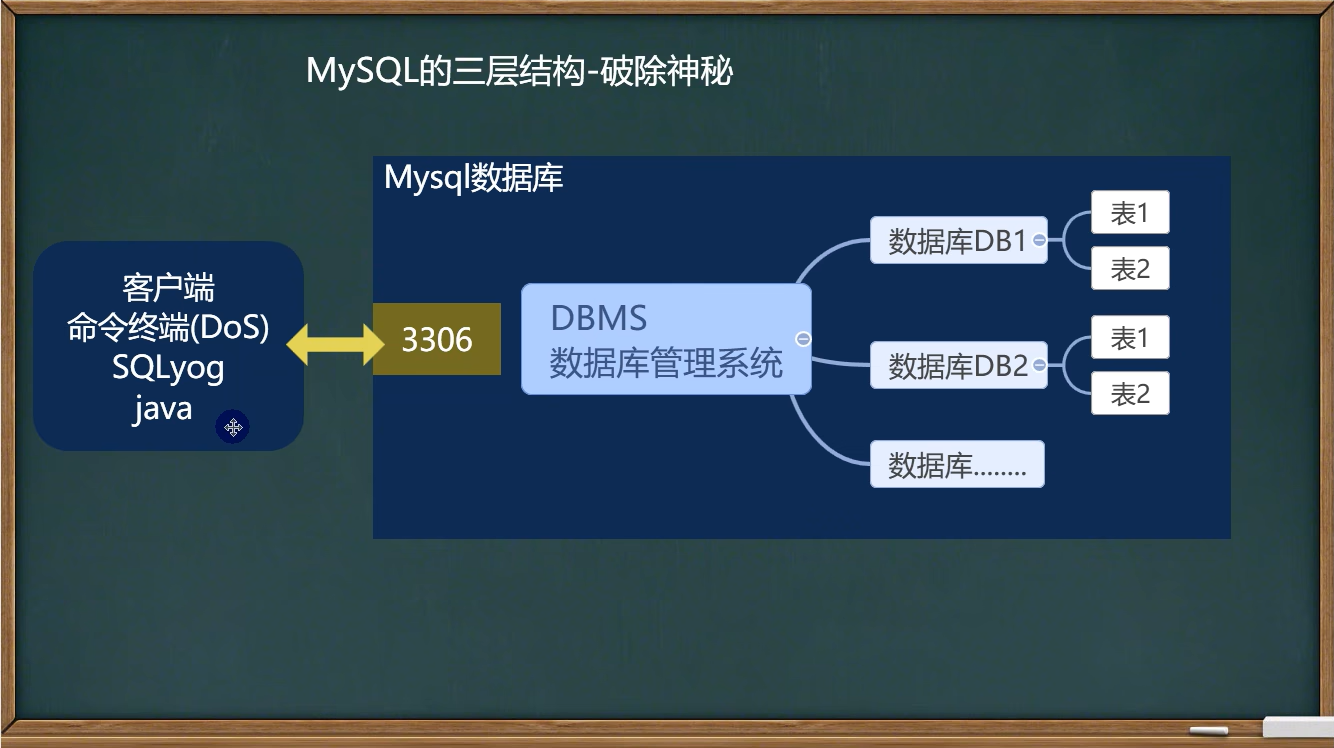 MySQL的三层结构-破除神秘
Mysql数据库
客户端
命令终端(DoS)
SQLyog
java
3306
DBMS
数据库管理系统
数据库DB1
表1
表2
数据库DB2
表1
表2
数据库........